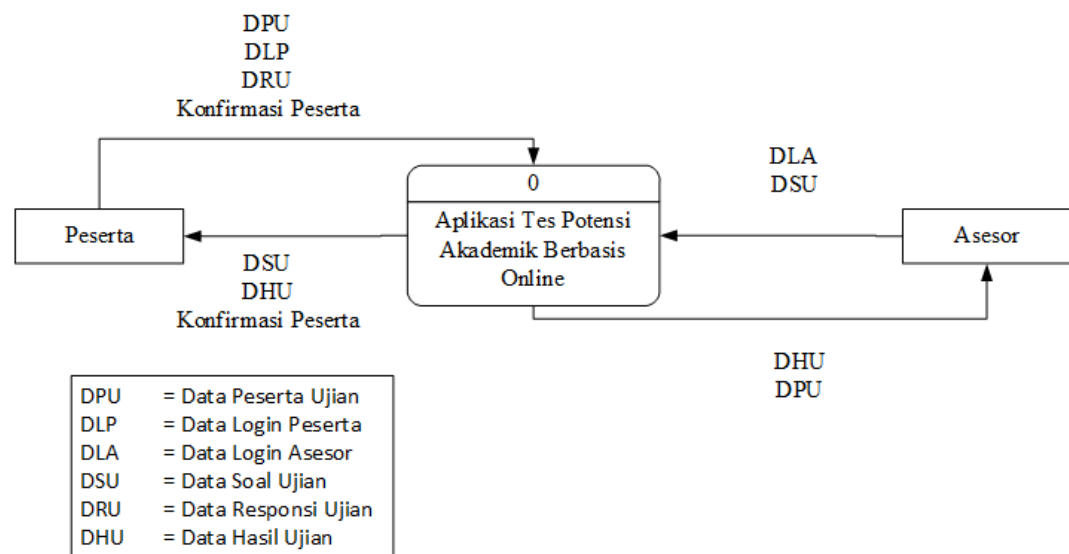 DPU
DLP
DRU
Konfirmasi Peserta
0
Aplikasi Tes Potensi
Akademik Berbasis
Online
Peserta
DLA
DSU
Asesor
DSU
DHU
Konfirmasi Peserta
DHU
DPU
DPU = Data Peserta Ujian
DLP = Data Login Peserta
DLA = Data Login Asesor
DSU = Data Soal Ujian
DRU = Data Responsi Ujian
DHU = Data Hasil Ujian